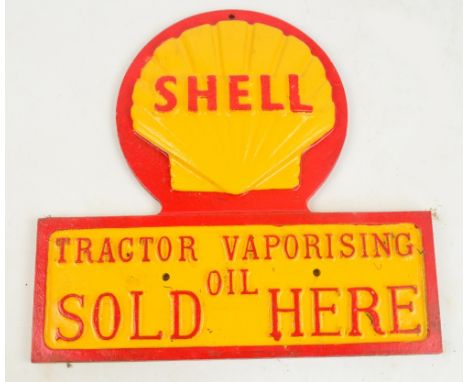 SHELL
TRACTOR VAPORISING
OIL
SOLD HERE